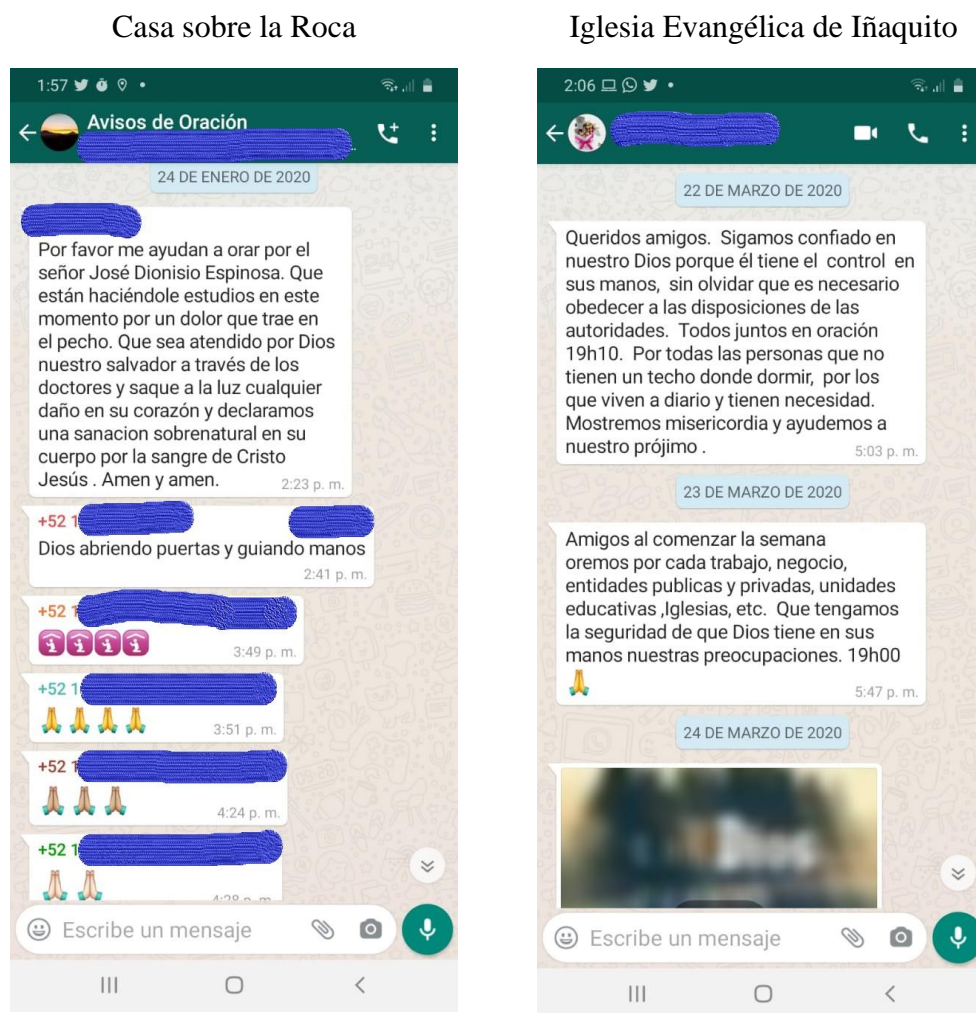 Casa sobre la Roca
1:57
Avisos de Oración
24 DE ENERO DE 2020
Por favor me ayudan a orar por el
señor José Dionisio Espinosa. Que
están haciéndole estudios en este
momento por un dolor que trae en
el pecho. Que sea atendido por Dios
nuestro salvador a través de los
doctores y saque a la luz cualquier
daño en su corazón y declaramos
una sanacion sobrenatural en su
cuerpo por la sangre de Cristo
Jesús . Amen y amen.
2:23 p. m.
+52 1
Dios abriendo puertas y guiando manos
2:41 p. m.
+52 1
🛐🛐🛐🛐
3:49 p. m.
+52 1
🙏🙏🙏🙏
3:51 p. m.
+52 1
🙏🏽🙏🏽🙏🏽
4:24 p. m.
+52 1
🙏🏻🙏🏻
4:28 p. m.
Escribe un mensaje
Iglesia Evangélica de Iñaquito
2:06
22 DE MARZO DE 2020
Queridos amigos.  Sigamos confiado en
nuestro Dios porque él tiene el  control  en
sus manos,  sin olvidar que es necesario
obedecer a las disposiciones de las
autoridades.  Todos juntos en oración
19h10.  Por todas las personas que no
tienen un techo donde dormir,  por los
que viven a diario y tienen necesidad.
Mostremos misericordia y ayudemos a
nuestro prójimo .
5:03 p. m.
23 DE MARZO DE 2020
Amigos al comenzar la semana
oremos por cada trabajo, negocio,
entidades publicas y privadas, unidades
educativas ,Iglesias, etc.  Que tengamos
la seguridad de que Dios tiene en sus
manos nuestras preocupaciones. 19h00
🙏
5:47 p. m.
24 DE MARZO DE 2020
Dios
Escribe un mensaje